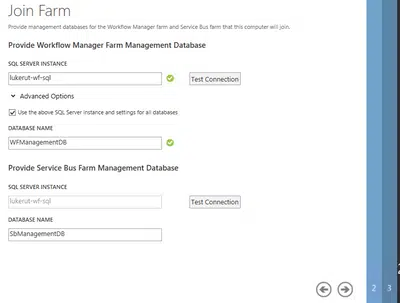 Join Farm
Provide management databases for the Workflow Manager farm and Service Bus farm that this computer will join.
Provide Workflow Manager Farm Management Database
SQL SERVER INSTANCE
lukerut-wf-sql
Test Connection
Advanced Options
Use the above SQL Server instance and settings for all databases
DATABASE NAME
WFManagementDB
Provide Service Bus Farm Management Database
SQL SERVER INSTANCE
lukerut-wf-sql
Test Connection
DATABASE NAME
SbManagementDB
2
3